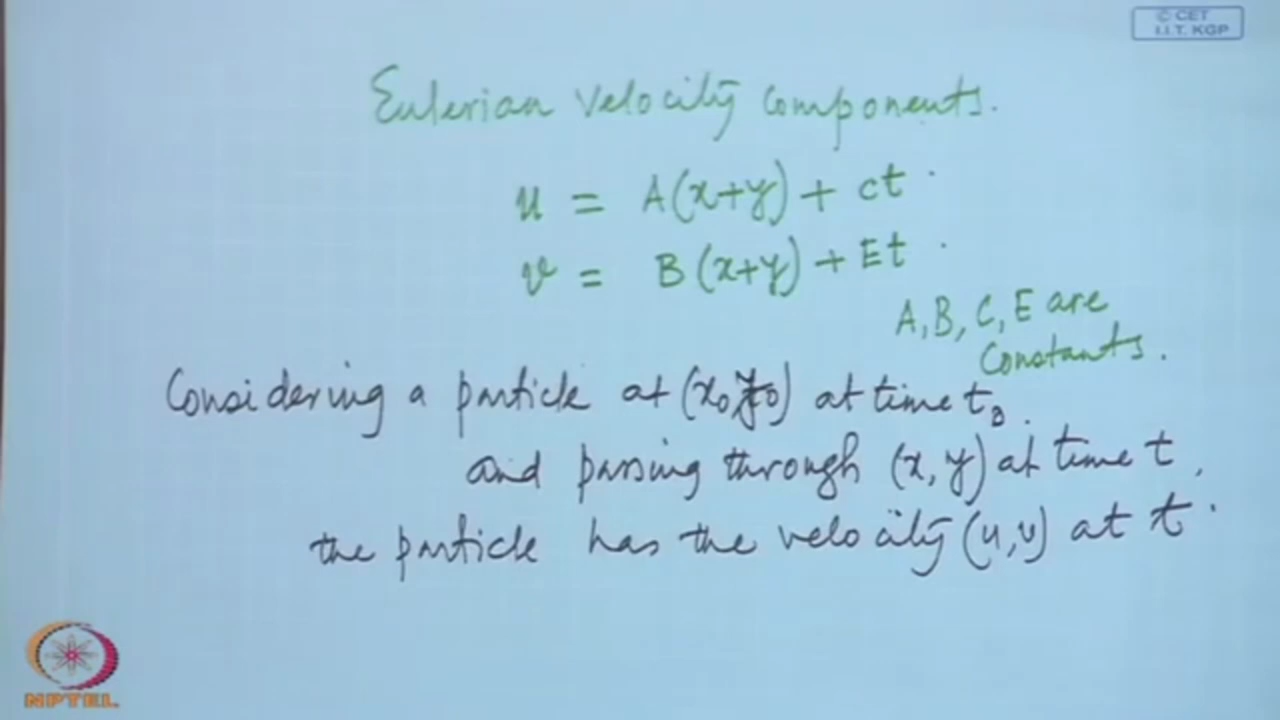 © CET
I.I.T. KGP
Eulerian velocity components.
u = A(x+y) + ct
v = B(x+y) + Et
A, B, C, E are
Constants.
Considering a particle at (x₀,y₀) at time t₀.
and passing through (x, y) at time t,
the particle has the velocity (u,v) at t.
NPTEL